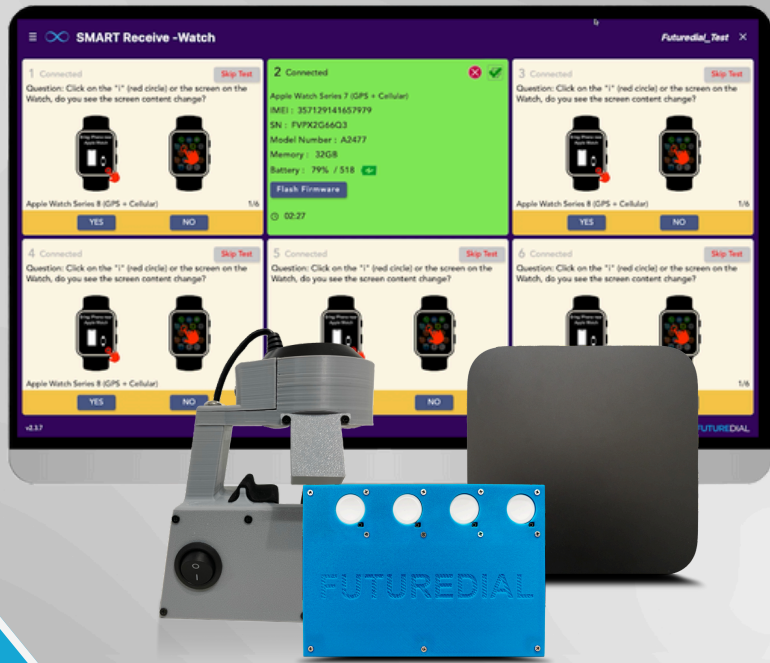 SMART Receive -Watch
Futuredial_Test
1 Connected
Skip Test
Question: Click on the "i" (red circle) or the screen on the
Watch, do you see the screen content change?
Apple Watch Series 8 (GPS + Cellular)
1/6
YES
NO
2 Connected
Apple Watch Series 7 (GPS + Cellular)
IMEI : 357129141657979
SN : FVPX2G66Q3
Model Number : A2477
Memory : 32GB
Battery : 79% / 518
Flash Firmware
02:27
3 Connected
Skip Test
Question: Click on the "i" (red circle) or the screen on the
Watch, do you see the screen content change?
Apple Watch Series 8 (GPS + Cellular)
1/6
YES
NO
4 Connected
Skip Test
Question: Click on the "i" (red circle) or the screen on the
Watch, do you see the screen content change?
Apple Watch Series 8 (GPS + Cellular)
YES
NO
5 Connected
Skip Test
Question: Click on the "i" (red circle) or the screen on the
Watch, do you see the screen content change?
NO
6 Connected
Skip Test
Question: Click on the "i" (red circle) or the screen on the
Watch, do you see the screen content change?
1/6
v2.3.7
FUTUREDIAL
FUTUREDIAL